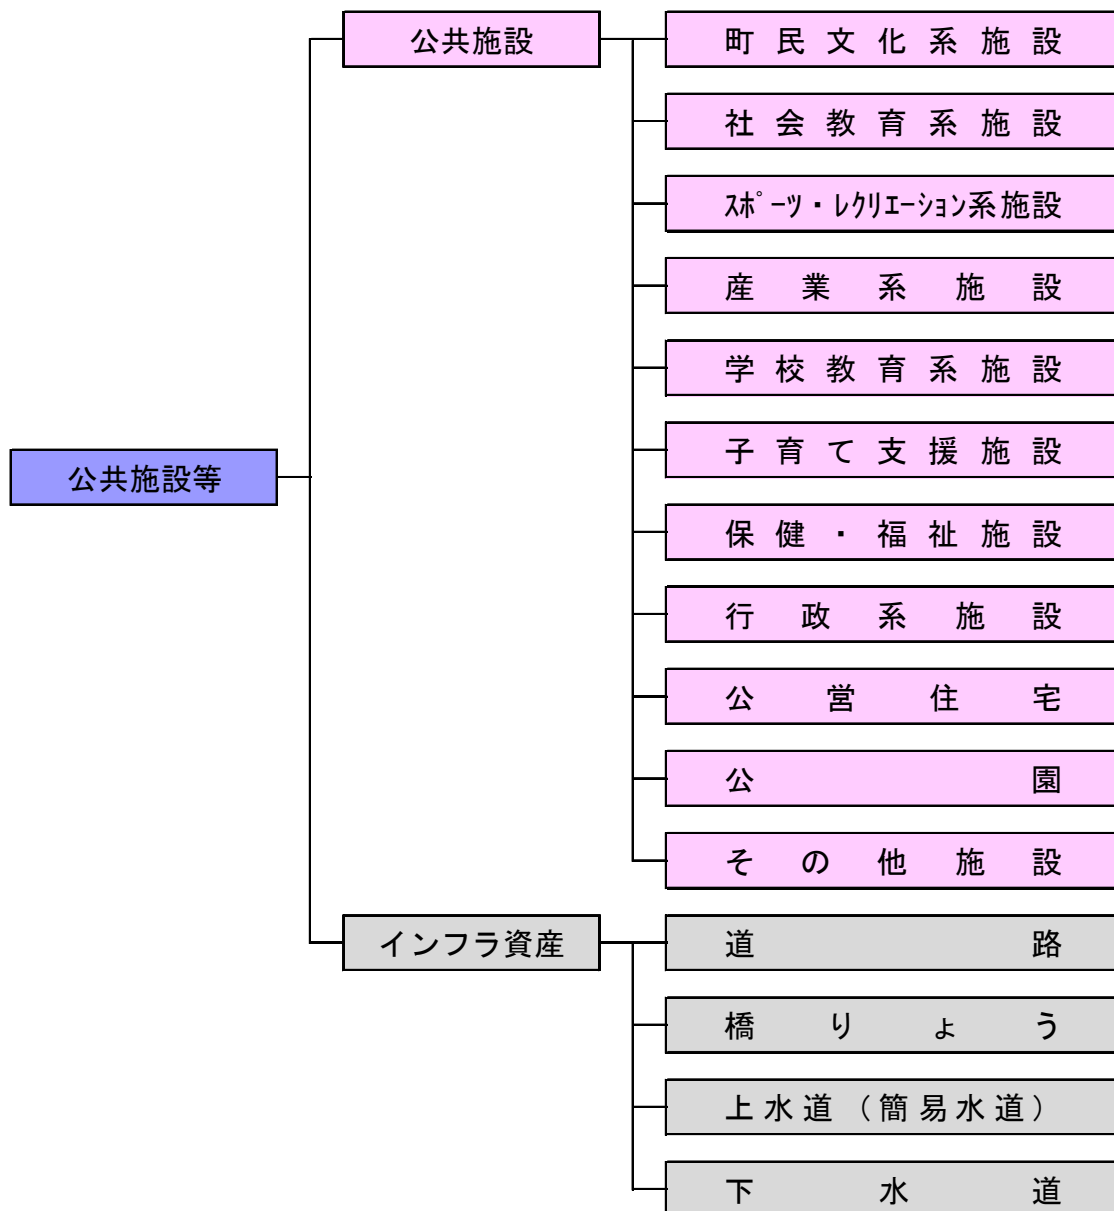 公共施設
町民文化系施設
社会教育系施設
ｽﾎﾟｰﾂ・ﾚｸﾘｴｰｼｮﾝ系施設
産業系施設
学校教育系施設
子育て支援施設
公共施設等
保健・福祉施設
行政系施設
公営住宅
公園
その他施設
インフラ資産
道路
橋りょう
上水道（簡易水道）
下水道